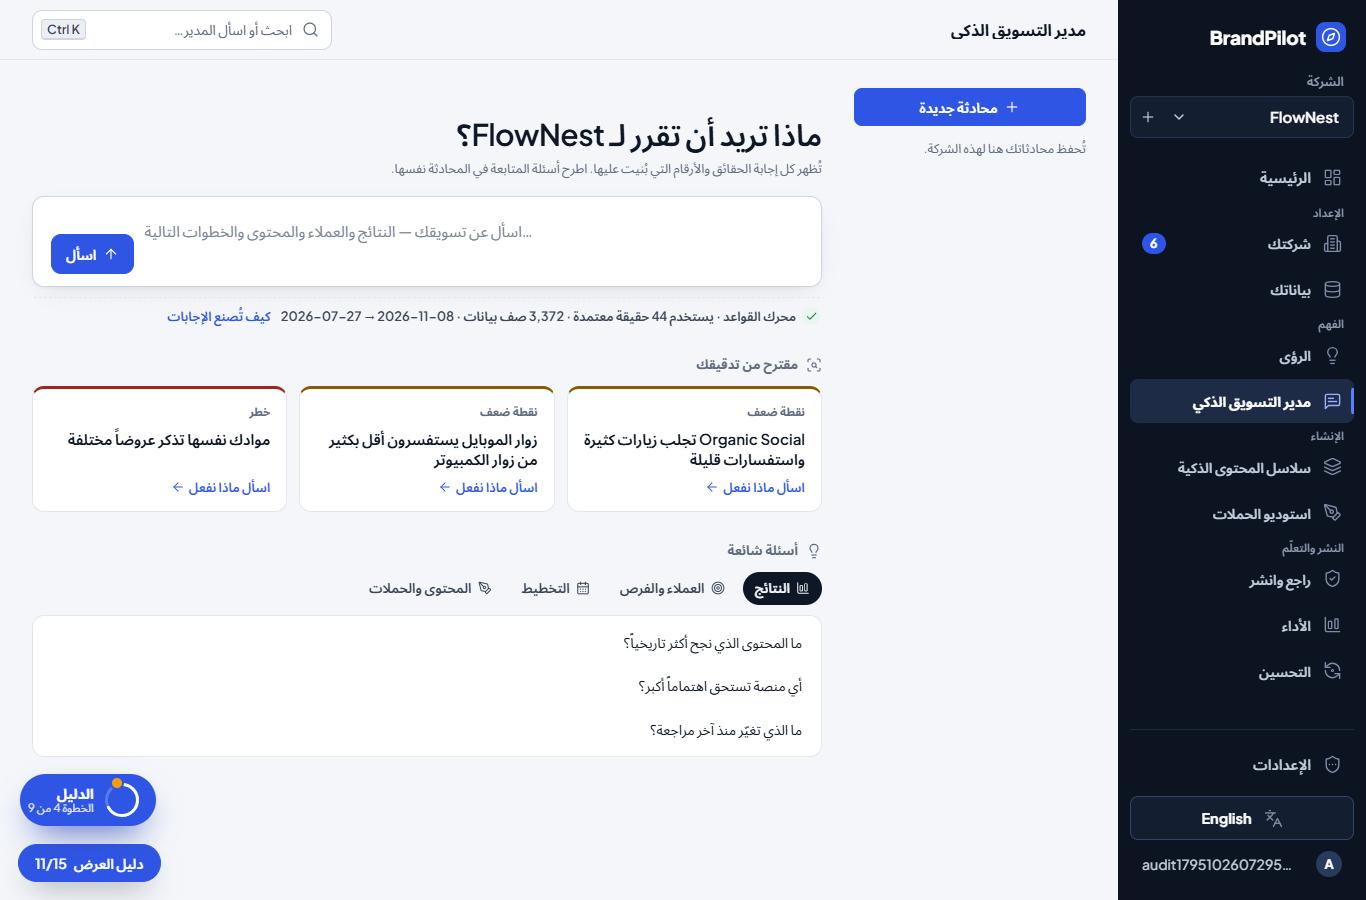 BrandPilot
الشركة
FlowNest
الرئيسية
الإعداد
شركتك
6
بياناتك
الفهم
الرؤى
مدير التسويق الذكي
الإنشاء
سلاسل المحتوى الذكية
استوديو الحملات
النشر والتعلّم
راجع وانشر
الأداء
التحسين
الإعدادات
English
A
audit1795102607295...
مدير التسويق الذكي
ابحث أو اسأل المدير...
Ctrl K
محادثة جديدة
تُحفظ محادثاتك هنا لهذه الشركة.
ماذا تريد أن تقرر لـ FlowNest؟
تُظهر كل إجابة الحقائق والأرقام التي بُنيت عليها. اطرح أسئلة المتابعة في المحادثة نفسها.
اسأل عن تسويقك — النتائج والعملاء والمحتوى والخطوات التالية...
اسأل
محرك القواعد · يستخدم 44 حقيقة معتمدة · 3,372 صف بيانات · 2026-07-27 → 2026-11-08
كيف تُصنع الإجابات
مقترح من تدقيقك
نقطة ضعف
Organic Social تجلب زيارات كثيرة
واستفسارات قليلة
اسأل ماذا نفعل ←
نقطة ضعف
زوار الموبايل يستفسرون أقل بكثير
من زوار الكمبيوتر
اسأل ماذا نفعل ←
خطر
موادك نفسها تذكر عروضاً مختلفة
اسأل ماذا نفعل ←
أسئلة شائعة
النتائج
العملاء والفرص
التخطيط
المحتوى والحملات
ما المحتوى الذي نجح أكثر تاريخياً؟
أي منصة تستحق اهتماماً أكبر؟
ما الذي تغيّر منذ آخر مراجعة؟
الدليل
الخطوة 4 من 9
دليل العرض 11/15